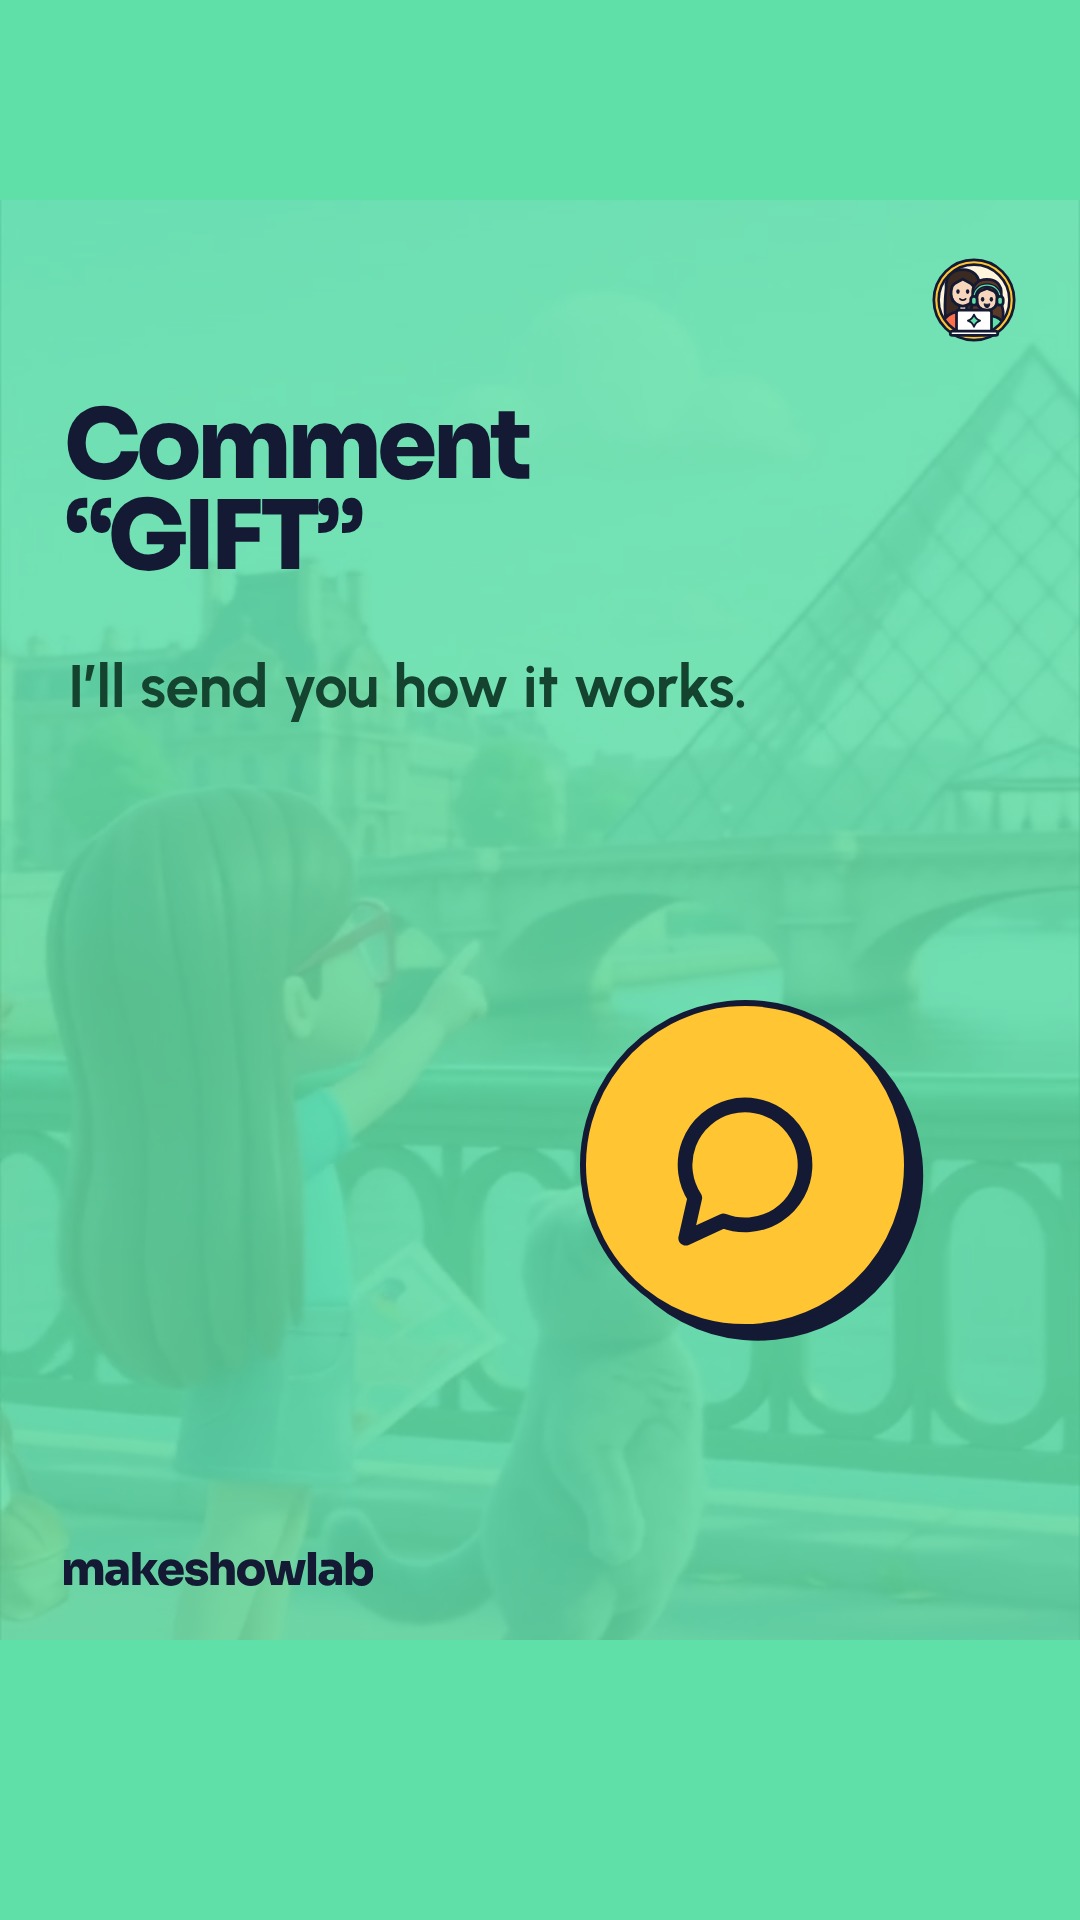 Comment
“GIFT”
I’ll send you how it works.
makeshowlab